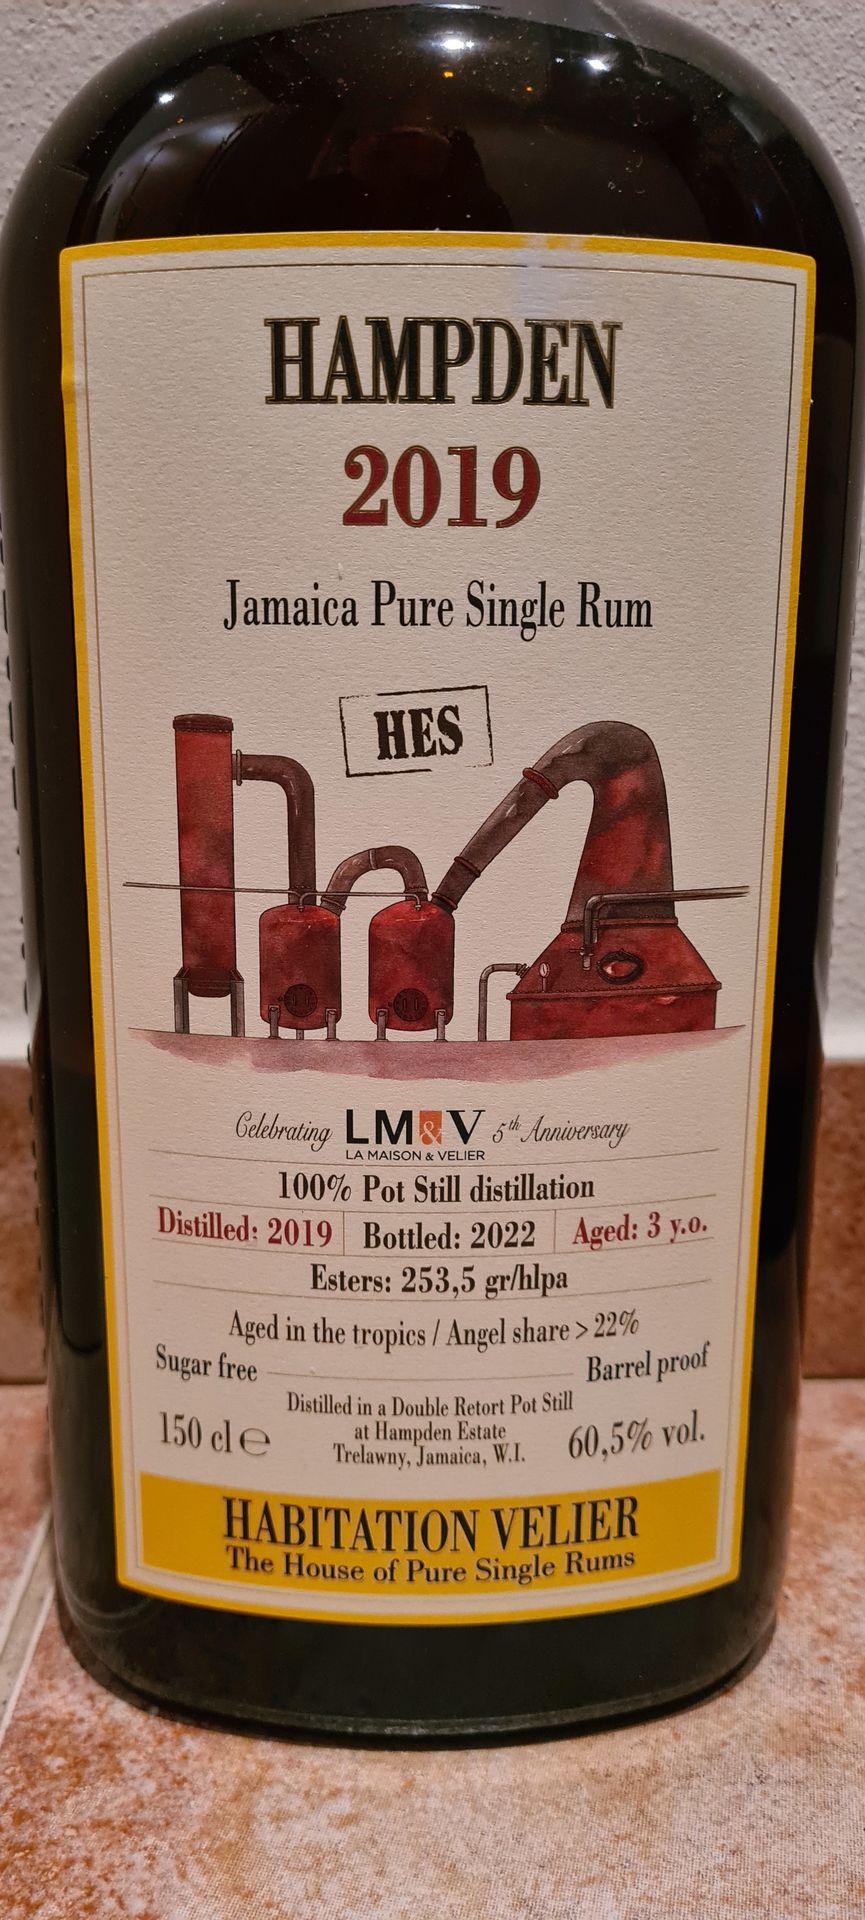 HAMPDEN
2019
Jamaica Pure Single Rum
HES
Celebrating LM&V 5th Anniversary
LA MAISON & VELIER
100% Pot Still distillation
Distilled: 2019 Bottled: 2022 Aged: 3 y.o.
Esters: 253,5 gr/hlpa
Aged in the tropics / Angel share > 22%
Sugar free Barrel proof
Distilled in a Double Retort Pot Still
at Hampden Estate
Trelawny, Jamaica, W.I.
150 cl ℮ 60,5% vol.
HABITATION VELIER
The House of Pure Single Rums